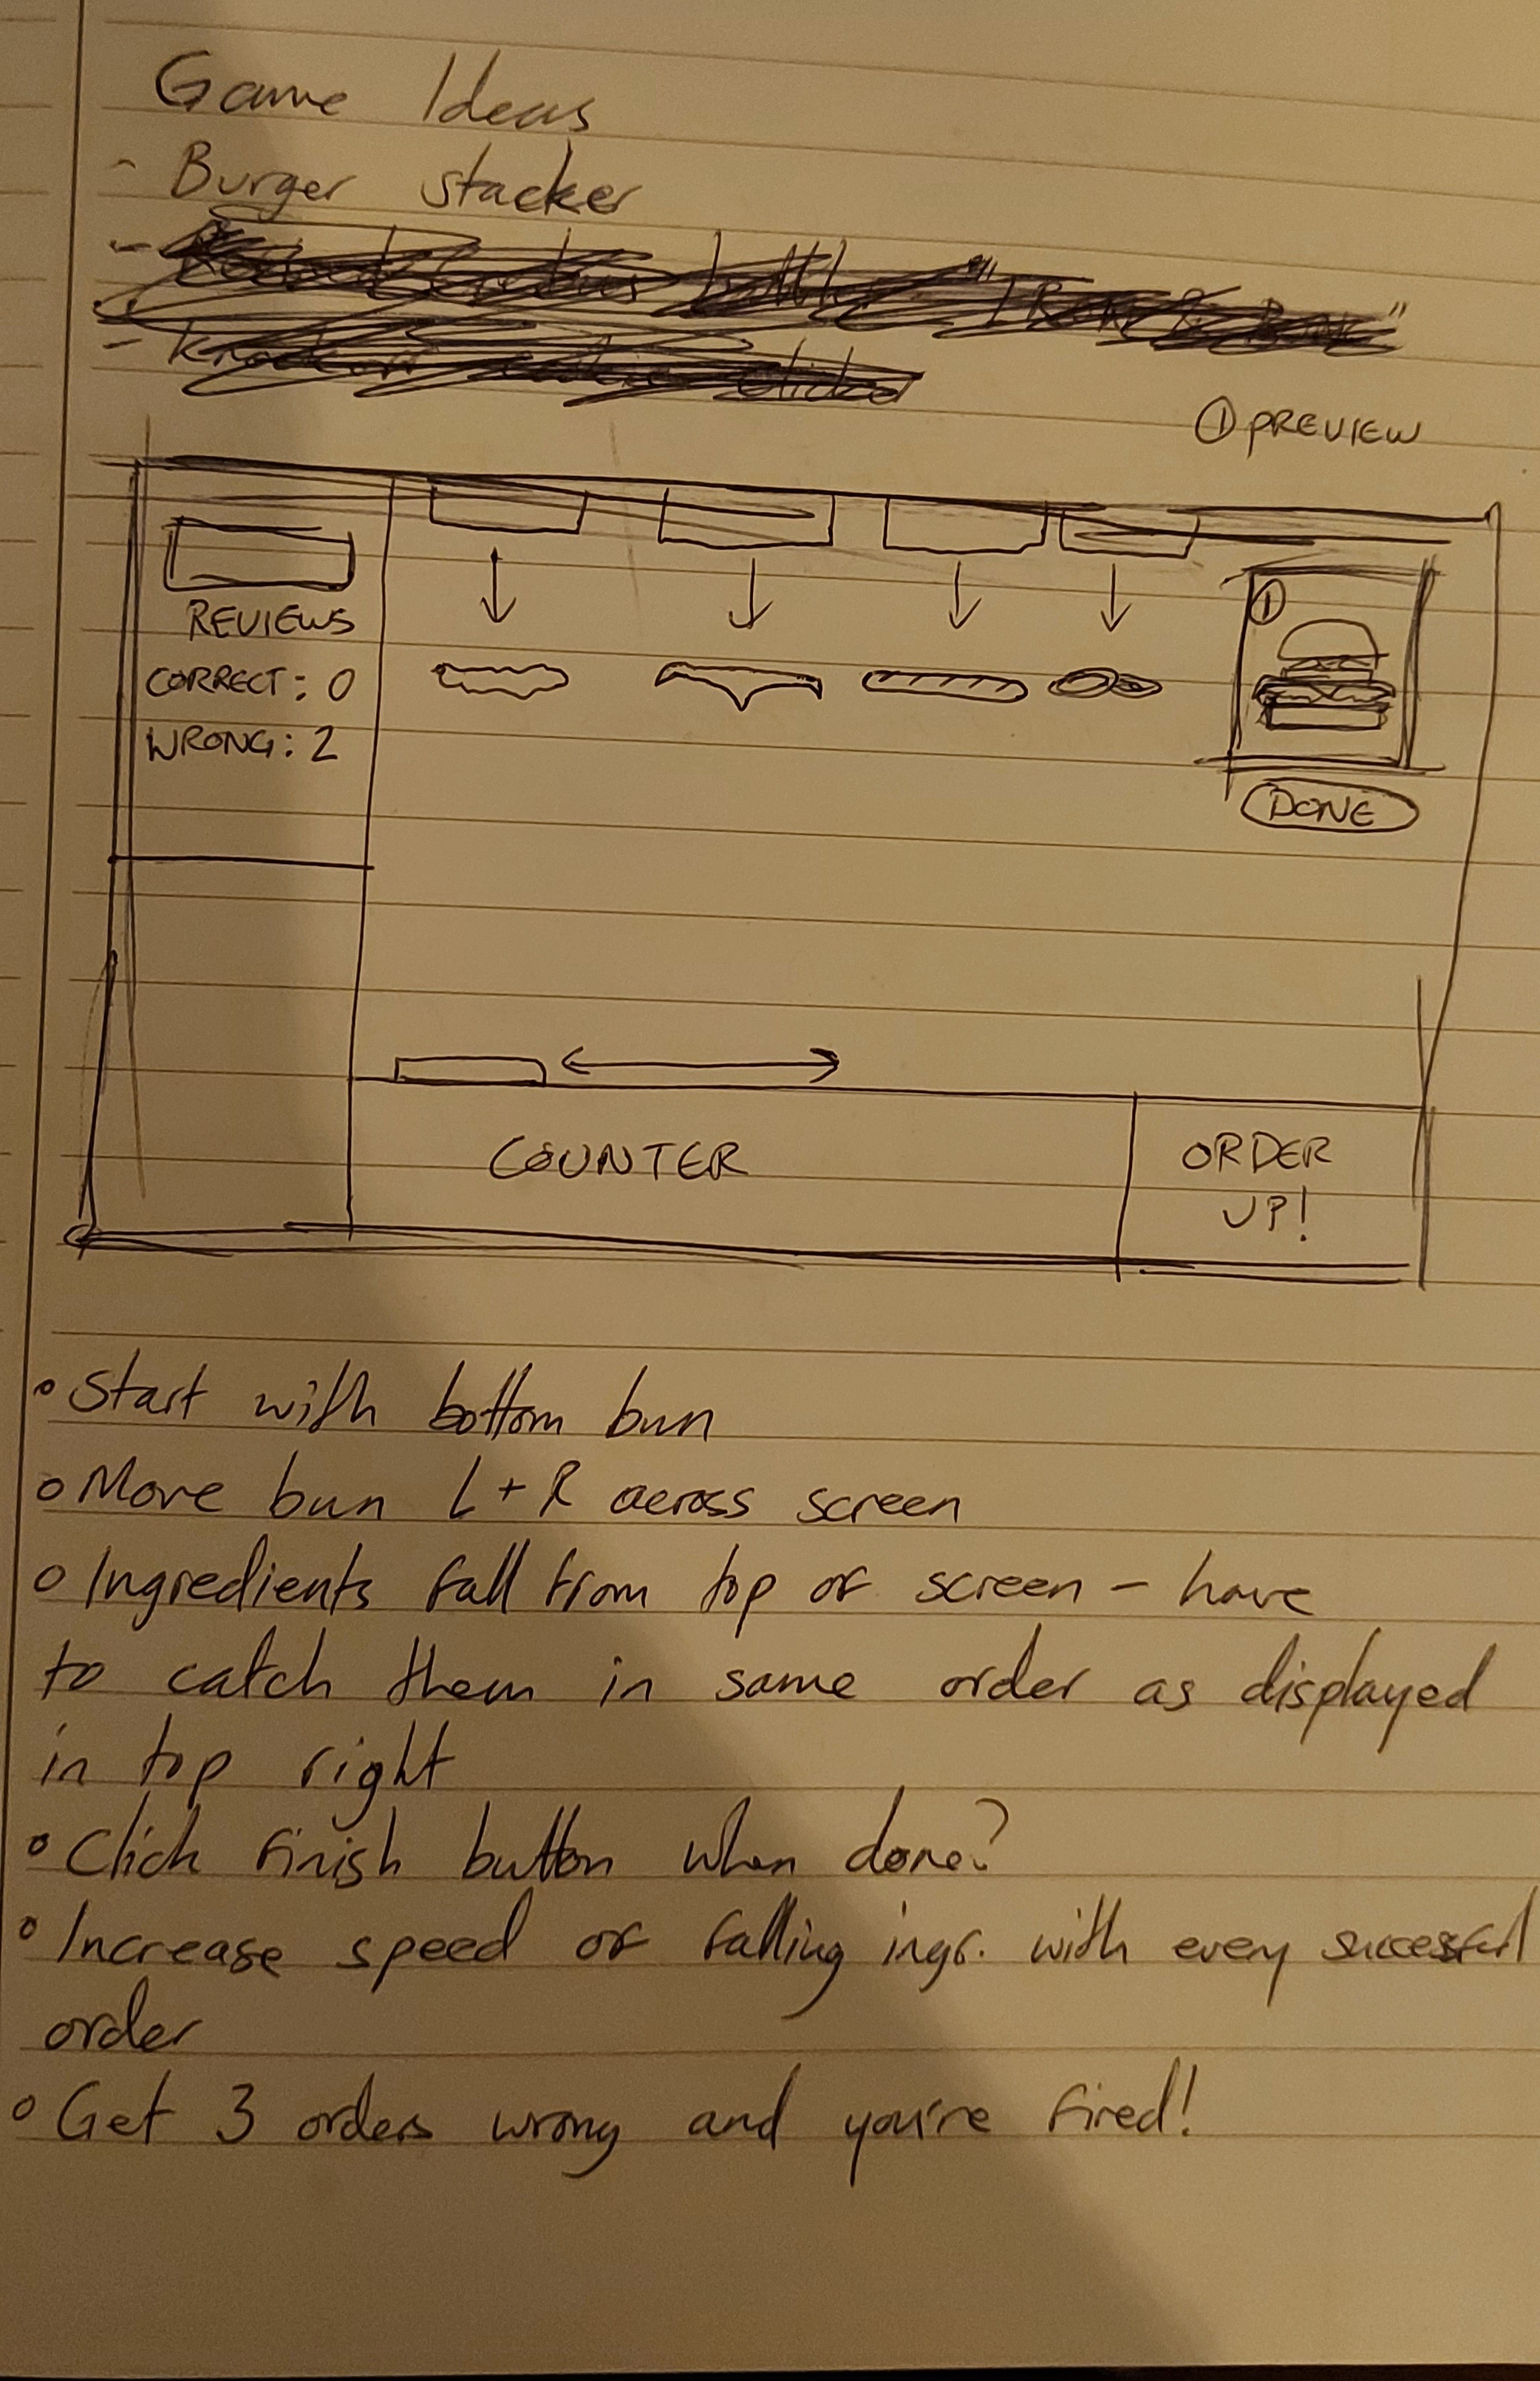 Game Ideas
- Burger stacker
-
-
① PREVIEW
REVIEWS
CORRECT: 0
WRONG: 2
①
DONE
COUNTER
ORDER
UP!
• Start with bottom bun
• Move bun L + R across screen
• Ingredients fall from top of screen - have
to catch them in same order as displayed
in top right
• Click finish button when done?
• Increase speed of falling ingr. with every successful
order
• Get 3 orders wrong and you're fired!